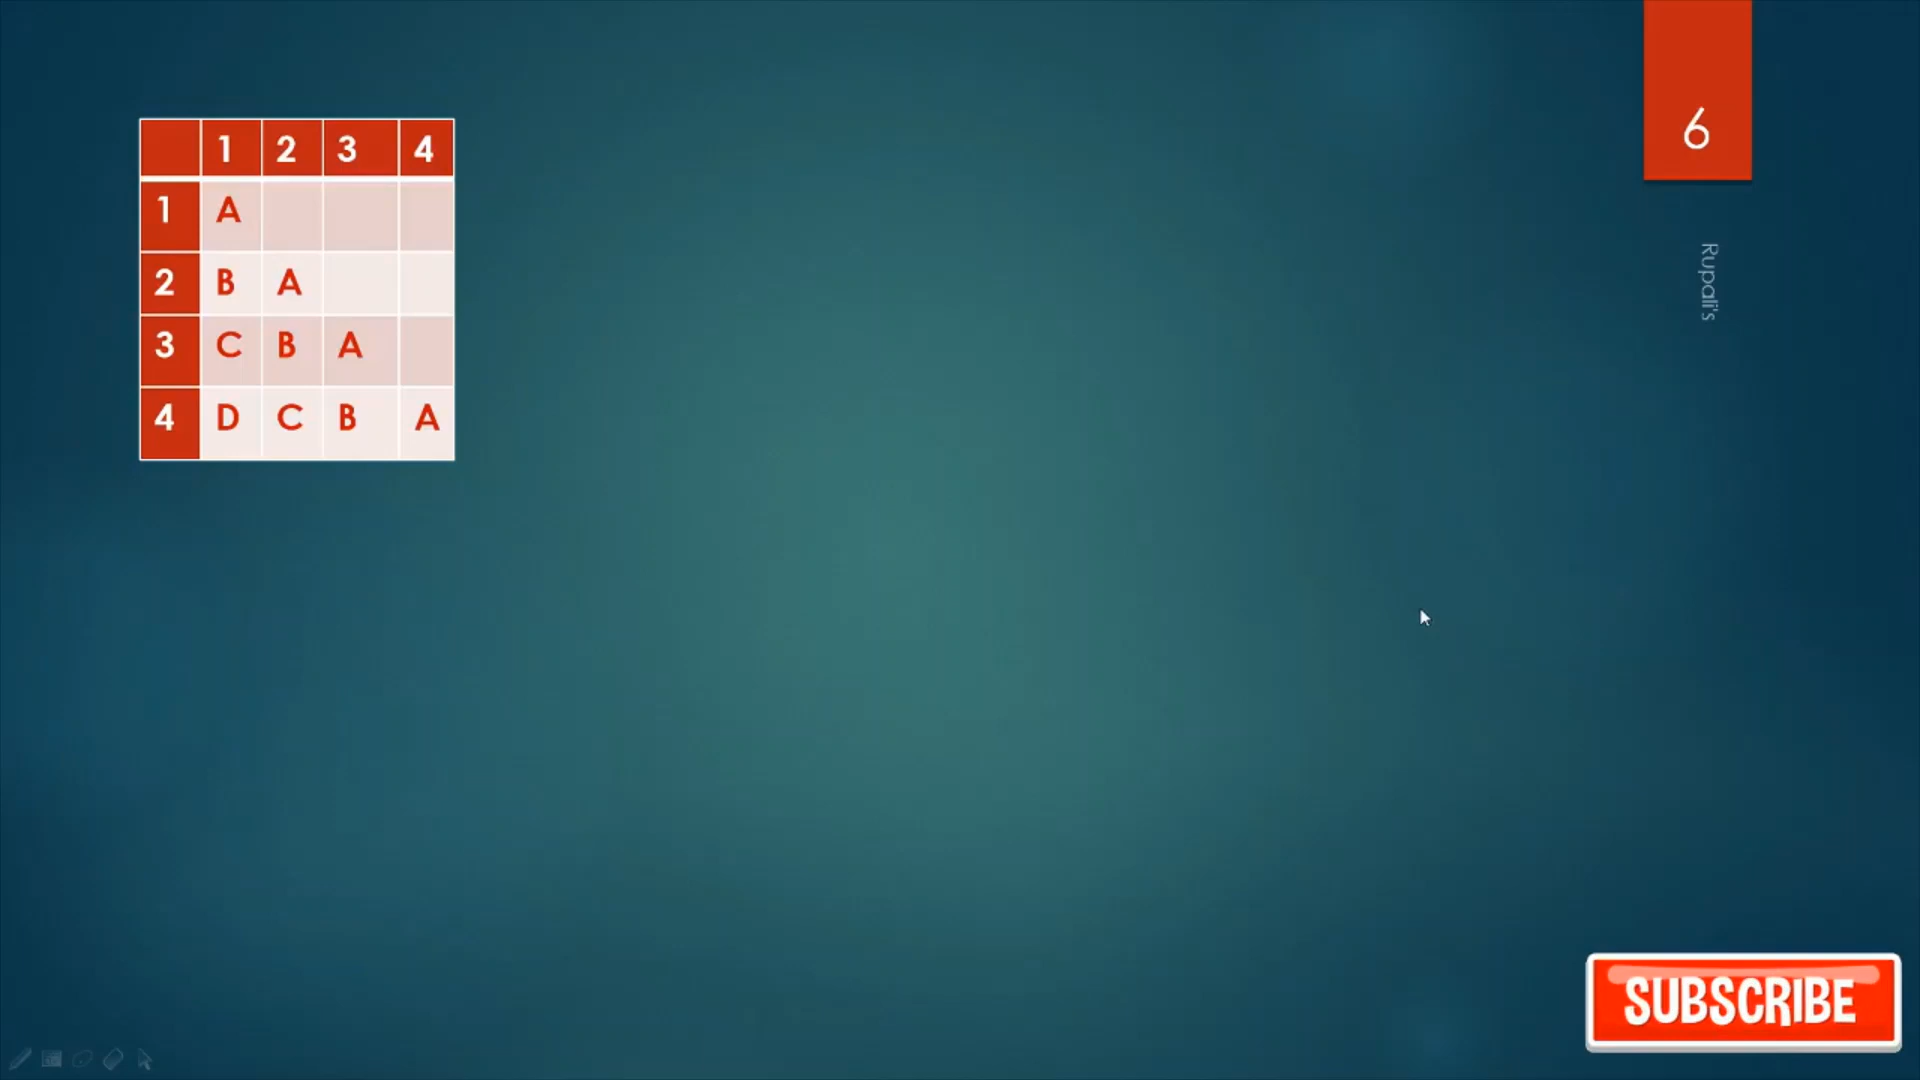 6
1 2 3 4
1 A
2 B A
3 C B A
4 D C B A
Rupali's
SUBSCRIBE